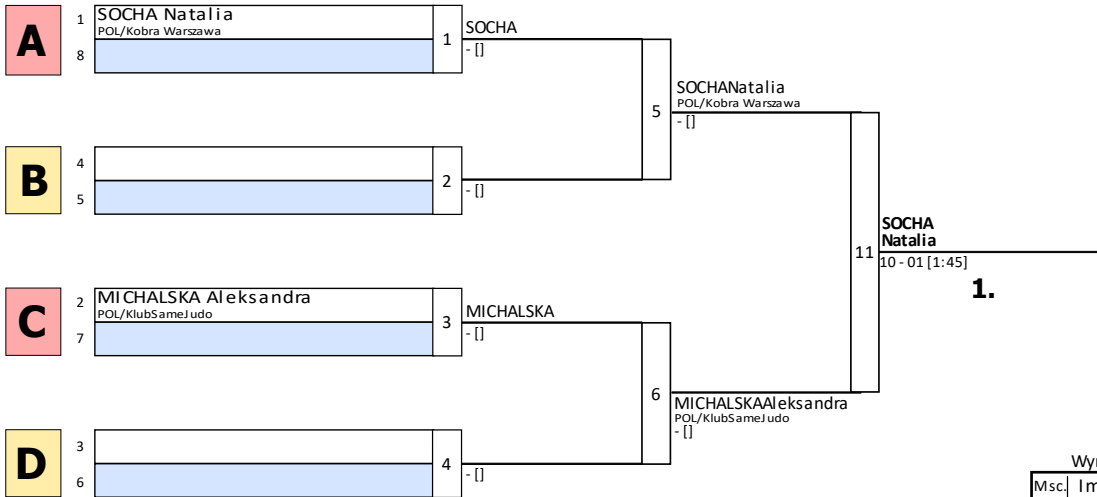 A
1 SOCHA Natalia
POL/Kobra Warszawa
8
1
SOCHA
- []
5
SOCHANatalia
POL/Kobra Warszawa
- []
B
4
5
2
- []
11
SOCHA
Natalia
10 - 01 [1:45]
1.
C
2 MICHALSKA Aleksandra
POL/KlubSameJudo
7
3
MICHALSKA
- []
6
MICHALSKAAleksandra
POL/KlubSameJudo
- []
D
3
6
4
- []
Wyr
Msc. Im